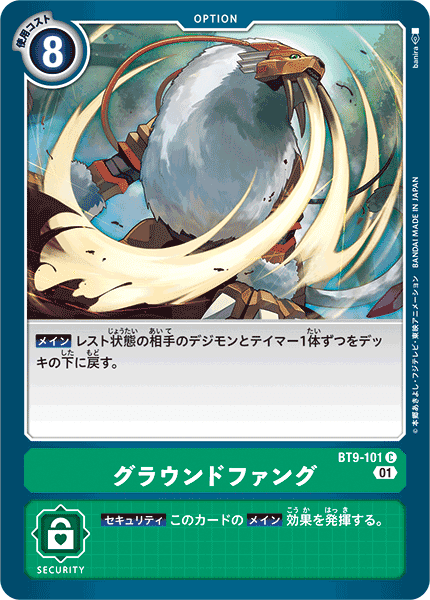 OPTION
使用コスト
8
banira
メイン レスト状態の相手のデジモンとテイマー1体ずつをデッ
キの下に戻す。
©本郷あきよし・フジテレビ・東映アニメーション BANDAI MADE IN JAPAN
BT9-101 C
01
グラウンドファング
セキュリティ このカードの メイン 効果を発揮する。
SECURITY